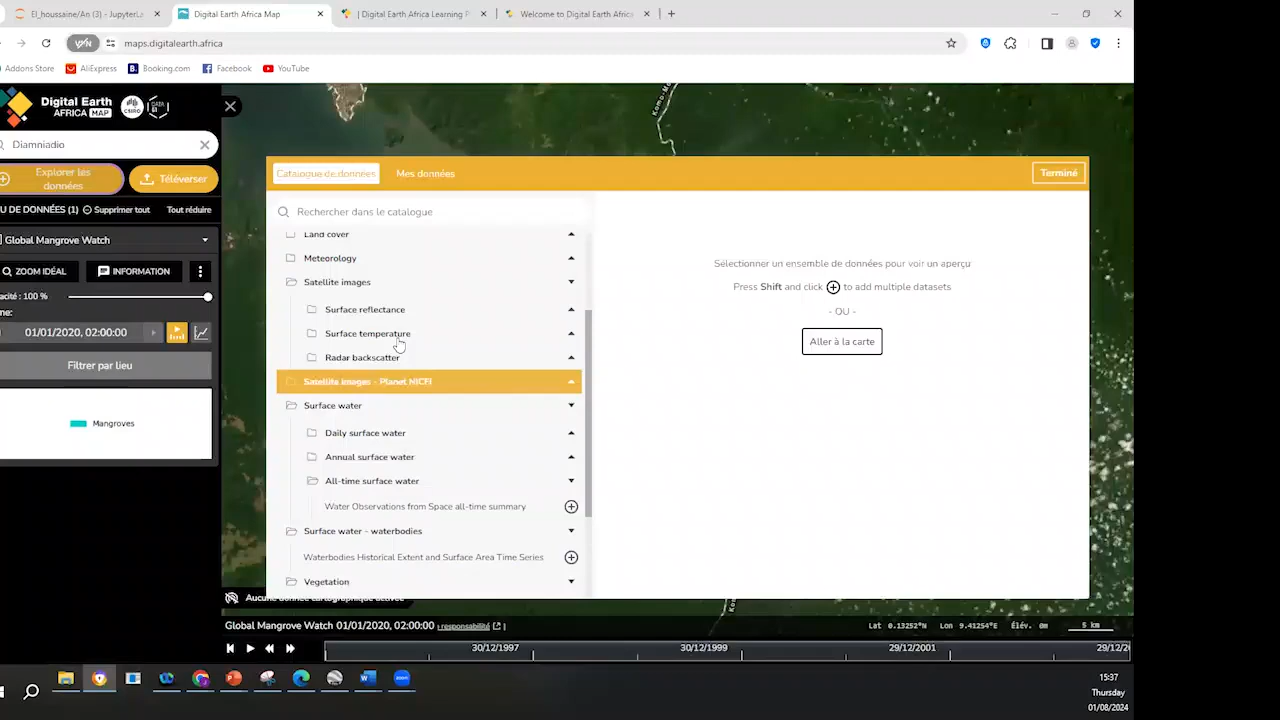 El_houssaine/An (3) - JupyterLa
Digital Earth Africa Map
| Digital Earth Africa Learning P
Welcome to Digital Earth Africa
VPN
maps.digitalearth.africa
Addons Store
AliExpress
Booking.com
Facebook
YouTube
Digital Earth
AFRICA MAP
CSIRO
DATA
61
Diamniadio
Explorer les
données
Téléverser
U DE DONNÉES (1)
Supprimer tout
Tout réduire
Global Mangrove Watch
ZOOM IDÉAL
INFORMATION
acité : 100 %
me:
01/01/2020, 02:00:00
Filtrer par lieu
Mangroves
Catalogue de données
Mes données
Terminé
Rechercher dans le catalogue
Land cover
Meteorology
Satellite images
Surface reflectance
Surface temperature
Radar backscatter
Satellite images - Planet NICFI
Surface water
Daily surface water
Annual surface water
All-time surface water
Water Observations from Space all-time summary
Surface water - waterbodies
Waterbodies Historical Extent and Surface Area Time Series
Vegetation
Sélectionner un ensemble de données pour voir un aperçu
Press Shift and click to add multiple datasets
- OU -
Aller à la carte
Aucune donnée cartographique activée
Global Mangrove Watch 01/01/2020, 02:00:00
responsabilité
Lat 0.13252°N Lon 9.41254°E Élév. 0m
5 km
30/12/1997
30/12/1999
29/12/2001
29/12/20
15:37
Thursday
01/08/2024